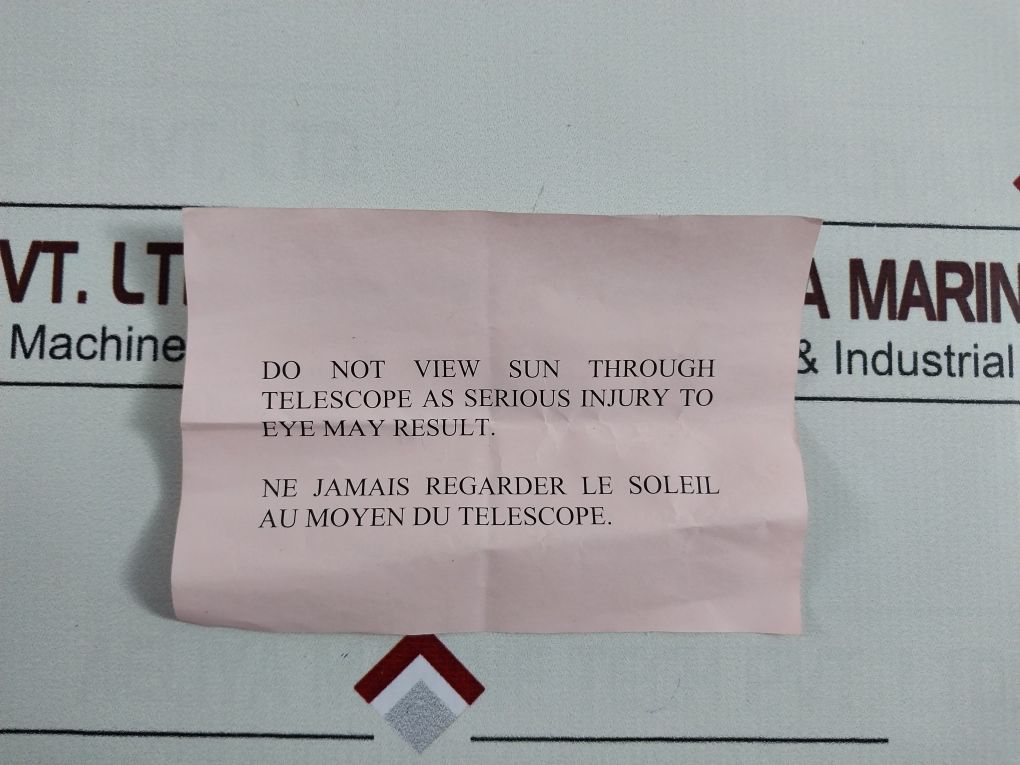 VT. LT
Machine
A MARIN
& Industrial
DO NOT VIEW SUN THROUGH
TELESCOPE AS SERIOUS INJURY TO
EYE MAY RESULT.
NE JAMAIS REGARDER LE SOLEIL
AU MOYEN DU TELESCOPE.